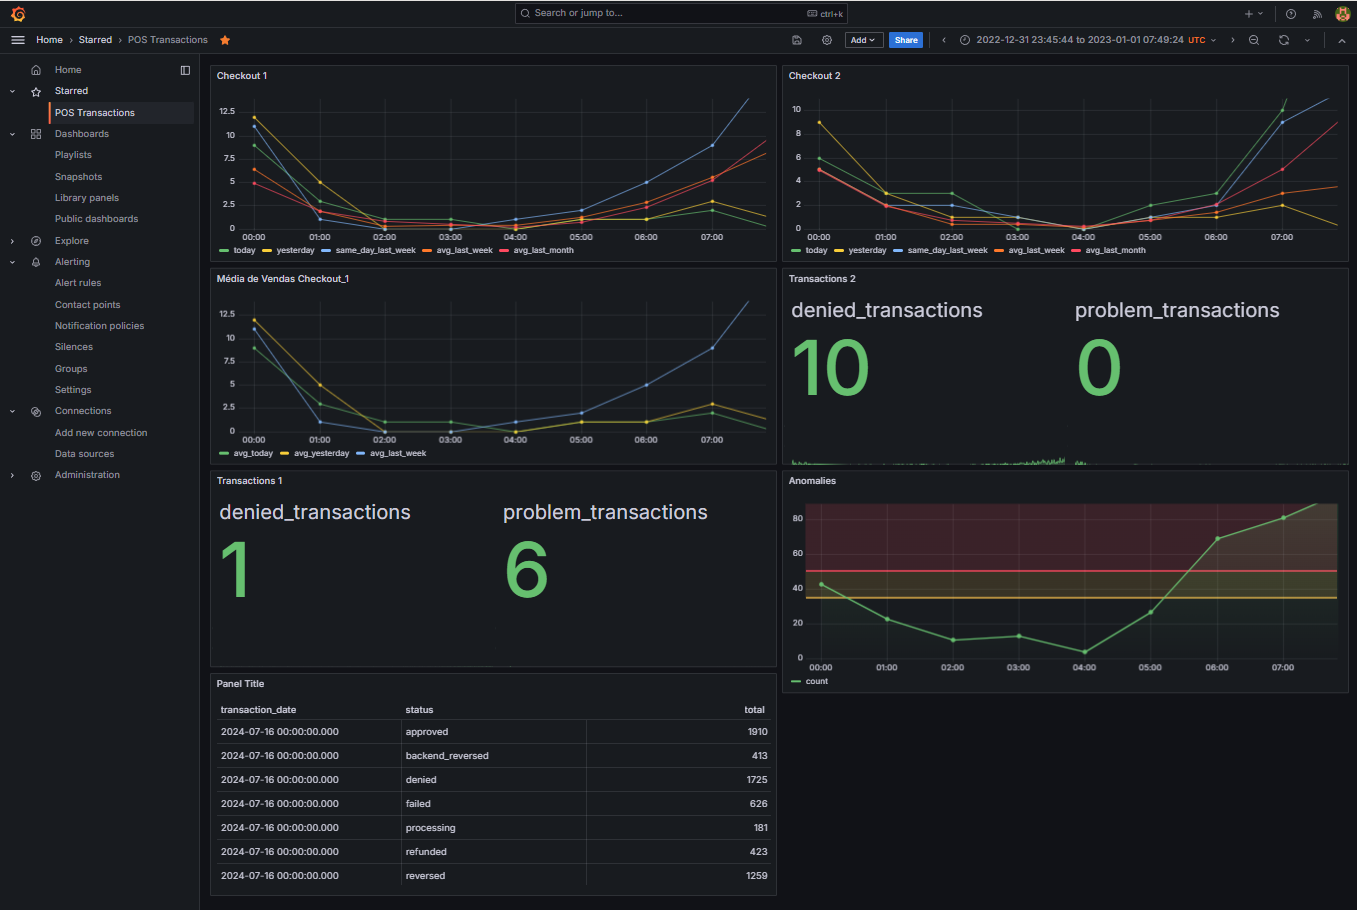 Search or jump to... ctrl+k
Home › Starred › POS Transactions
Add
Share
2022-12-31 23:45:44 to 2023-01-01 07:49:24 UTC
Home
Starred
POS Transactions
Dashboards
Playlists
Snapshots
Library panels
Public dashboards
Explore
Alerting
Alert rules
Contact points
Notification policies
Silences
Groups
Settings
Connections
Add new connection
Data sources
Administration
Checkout 1
12.5
10
7.5
5
2.5
0
00:00 01:00 02:00 03:00 04:00 05:00 06:00 07:00
today yesterday same_day_last_week avg_last_week avg_last_month
Checkout 2
10
8
6
4
2
0
00:00 01:00 02:00 03:00 04:00 05:00 06:00 07:00
today yesterday same_day_last_week avg_last_week avg_last_month
Média de Vendas Checkout_1
12.5
10
7.5
5
2.5
0
00:00 01:00 02:00 03:00 04:00 05:00 06:00 07:00
avg_today avg_yesterday avg_last_week
Transactions 2
denied_transactions problem_transactions
10 0
Transactions 1
denied_transactions problem_transactions
1 6
Anomalies
80
60
40
20
0
00:00 01:00 02:00 03:00 04:00 05:00 06:00 07:00
count
Panel Title
transaction_date status total
2024-07-16 00:00:00.000 approved 1910
2024-07-16 00:00:00.000 backend_reversed 413
2024-07-16 00:00:00.000 denied 1725
2024-07-16 00:00:00.000 failed 626
2024-07-16 00:00:00.000 processing 181
2024-07-16 00:00:00.000 refunded 423
2024-07-16 00:00:00.000 reversed 1259